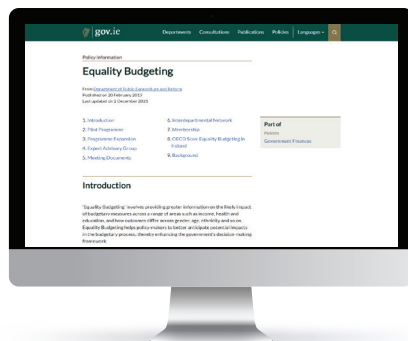 gov.ie
Departments Consultations Publications Policies Languages
Policy Information
Equality Budgeting
From Department of Public Expenditure and Reform
Published on 20 February 2019
Last updated on 2 December 2021
1. Introduction
2. Pilot Programme
3. Programme Expansion
4. Expert Advisory Group
5. Meeting Documents
6. Interdepartmental Network
7. Membership
8. OECD Scan: Equality Budgeting in
Ireland
9. Background
Part of
Policies
Government Finances
Introduction
'Equality Budgeting' involves providing greater information on the likely impact
of budgetary measures across a range of areas such as income, health and
education, and how outcomes differ across gender, age, ethnicity and so on.
Equality Budgeting helps policy-makers to better anticipate potential impacts
in the budgetary process, thereby enhancing the government's decision-making
framework.